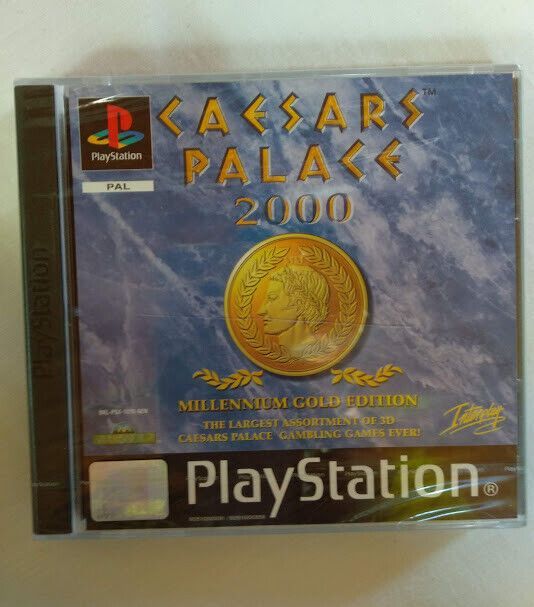 PlayStation
PAL
CAESARS™
PALACE
2000
MILLENNIUM GOLD EDITION
THE LARGEST ASSORTMENT OF 3D
CAESARS PALACE GAMBLING GAMES EVER!
Interplay
PlayStation
PlayStation®